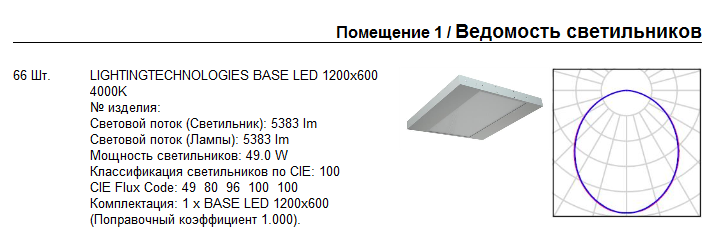 Помещение 1 / Ведомость светильников
66 Шт.
LIGHTINGTECHNOLOGIES BASE LED 1200x600
4000K
№ изделия:
Световой поток (Светильник): 5383 lm
Световой поток (Лампы): 5383 lm
Мощность светильников: 49.0 W
Классификация светильников по CIE: 100
CIE Flux Code: 49 80 96 100 100
Комплектация: 1 x BASE LED 1200x600
(Поправочный коэффициент 1.000).